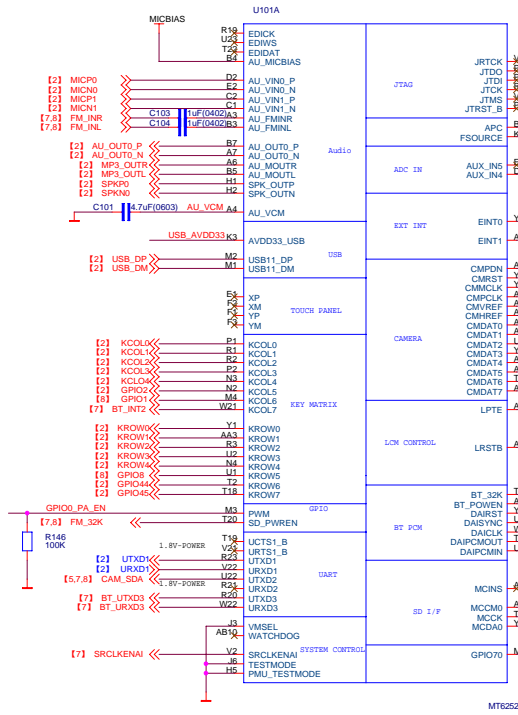 U101A
MICBIAS
R19 EDICK
U23 EDIWS
T23 EDIDAT
B4 AU_MICBIAS
【2】 MICP0 D2 AU_VIN0_P
【2】 MICN0 E2 AU_VIN0_N
【2】 MICP1 C2 AU_VIN1_P
【2】 MICN1 C1 AU_VIN1_N
【7,8】 FM_INR C103 1uF(0402) A3 AU_FMINR
【7,8】 FM_INL C104 1uF(0402) B3 AU_FMINL
【2】 AU_OUT0_P B7 AU_OUT0_P
【2】 AU_OUT0_N A7 AU_OUT0_N
【2】 MP3_OUTR A6 AU_MOUTR
【2】 MP3_OUTL B5 AU_MOUTL
【2】 SPKP0 H1 SPK_OUTP
【2】 SPKN0 H2 SPK_OUTN
Audio
C101 4.7uF(0603) AU_VCM A4 AU_VCM
USB_AVDD33 K3 AVDD33_USB
USB
【2】 USB_DP M2 USB11_DP
【2】 USB_DM M1 USB11_DM
E1 XP
F2 XM
F1 YP
F3 YM
TOUCH PANEL
【2】 KCOL0 P1 KCOL0
【2】 KCOL1 R1 KCOL1
【2】 KCOL2 R2 KCOL2
【2】 KCOL3 P2 KCOL3
【2】 KCLO4 N3 KCOL4
【2】 GPIO2 N2 KCOL5
【8】 GPIO1 M4 KCOL6
【7】 BT_INT2 W21 KCOL7
KEY MATRIX
【2】 KROW0 Y1 KROW0
【2】 KROW1 AA3 KROW1
【2】 KROW2 R3 KROW2
【2】 KROW3 U2 KROW3
【2】 KROW4 N4 KROW4
【8】 GPIO8 U1 KROW5
【2】 GPIO44 T2 KROW6
【2】 GPIO45 T18 KROW7
GPIO
GPIO0_PA_EN M3 PWM
【7,8】 FM_32K T20 SD_PWREN
R146
100K
1.8V-POWER
T19 UCTS1_B
V21 URTS1_B
【2】 UTXD1 R23 UTXD1
【2】 URXD1 V22 URXD1
【5,7,8】 CAM_SDA U22 UTXD2
1.8V-POWER R21 URXD2
【7】 BT_UTXD3 R20 UTXD3
【7】 BT_URXD3 W22 URXD3
UART
J3 VMSEL
AB10 WATCHDOG
SYSTEM CONTROL
【7】 SRCLKENAI V2 SRCLKENAI
J6 TESTMODE
H5 PMU_TESTMODE
JTAG
JRTCK
JTDO
JTDI
JTCK
JTMS
JTRST_B
APC
FSOURCE
ADC IN
AUX_IN5
AUX_IN4
EXT INT
EINT0
EINT1
CAMERA
CMPDN
CMRST
CMMCLK
CMPCLK
CMVREF
CMHREF
CMDAT0
CMDAT1
CMDAT2
CMDAT3
CMDAT4
CMDAT5
CMDAT6
CMDAT7
LPTE
LCM CONTROL
LRSTB
BT PCM
BT_32K
BT_POWEN
DAIRST
DAISYNC
DAICLK
DAIPCMOUT
DAIPCMIN
SD I/F
MCINS
MCCM0
MCCK
MCDA0
GPIO70
MT6252